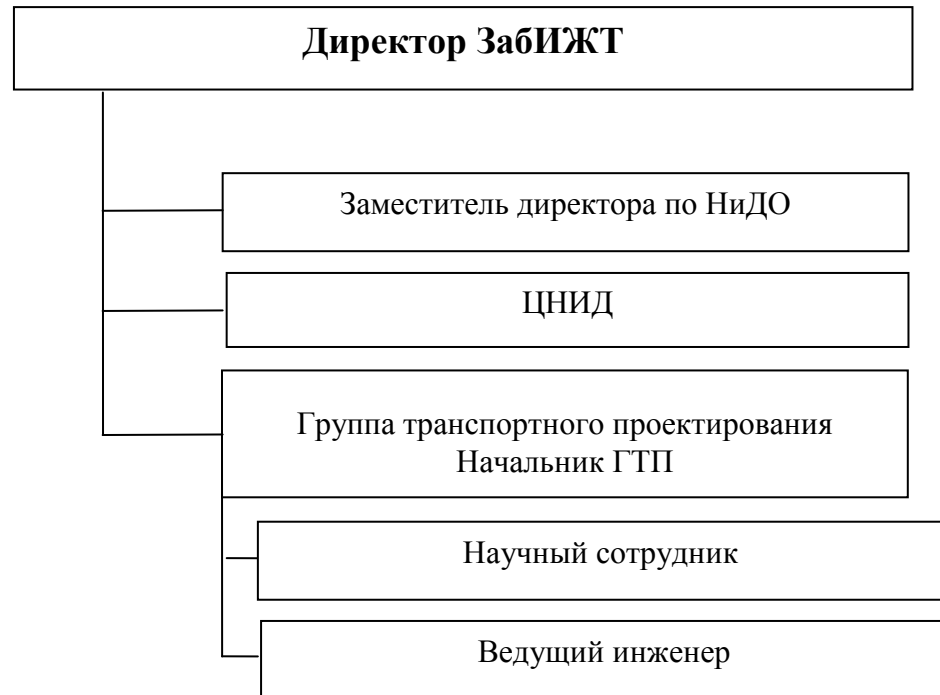 Директор ЗабИЖТ
Заместитель директора по НиДО
ЦНИД
Группа транспортного проектирования
Начальник ГТП
Научный сотрудник
Ведущий инженер